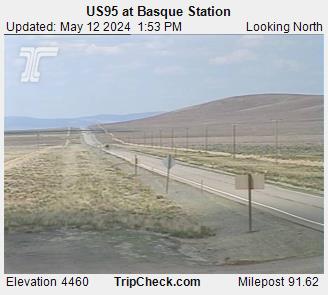 US95 at Basque Station
Updated: May 12 2024 1:53 PM Looking North
Elevation 4460 TripCheck.com Milepost 91.62